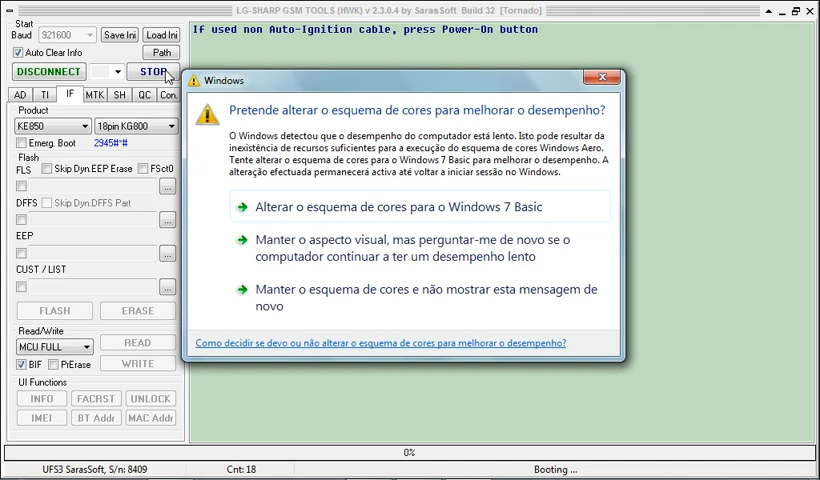 LG-SHARP GSM TOOLS (HWK) v 2.3.0.4 by SarasSoft  Build 32  [Tornado]
Start
Baud 921600 Save Ini Load Ini
Auto Clear Info Path
DISCONNECT STOP
AD TI IF MTK SH QC Con.
Product
KE850 18pin KG800
Emerg. Boot 2945#*#
Flash
FLS Skip Dyn.EEP Erase FSct0
...
DFFS Skip Dyn.DFFS Part
...
EEP
...
CUST / LIST
...
FLASH ERASE
Read/Write
MCU FULL READ
BIF PrErase WRITE
UI Functions
INFO FACRST UNLOCK
IMEI BT Addr MAC Addr
If used non Auto-Ignition cable, press Power-On button
Windows
Pretende alterar o esquema de cores para melhorar o desempenho?
O Windows detectou que o desempenho do computador está lento. Isto pode resultar da
inexistência de recursos suficientes para a execução do esquema de cores Windows Aero.
Tente alterar o esquema de cores para o Windows 7 Basic para melhorar o desempenho. A
alteração efectuada permanecerá activa até voltar a iniciar sessão no Windows.
Alterar o esquema de cores para o Windows 7 Basic
Manter o aspecto visual, mas perguntar-me de novo se o
computador continuar a ter um desempenho lento
Manter o esquema de cores e não mostrar esta mensagem de
novo
Como decidir se devo ou não alterar o esquema de cores para melhorar o desempenho?
0%
UFS3 SarasSoft, S/n: 8409 Cnt: 18 Booting ...